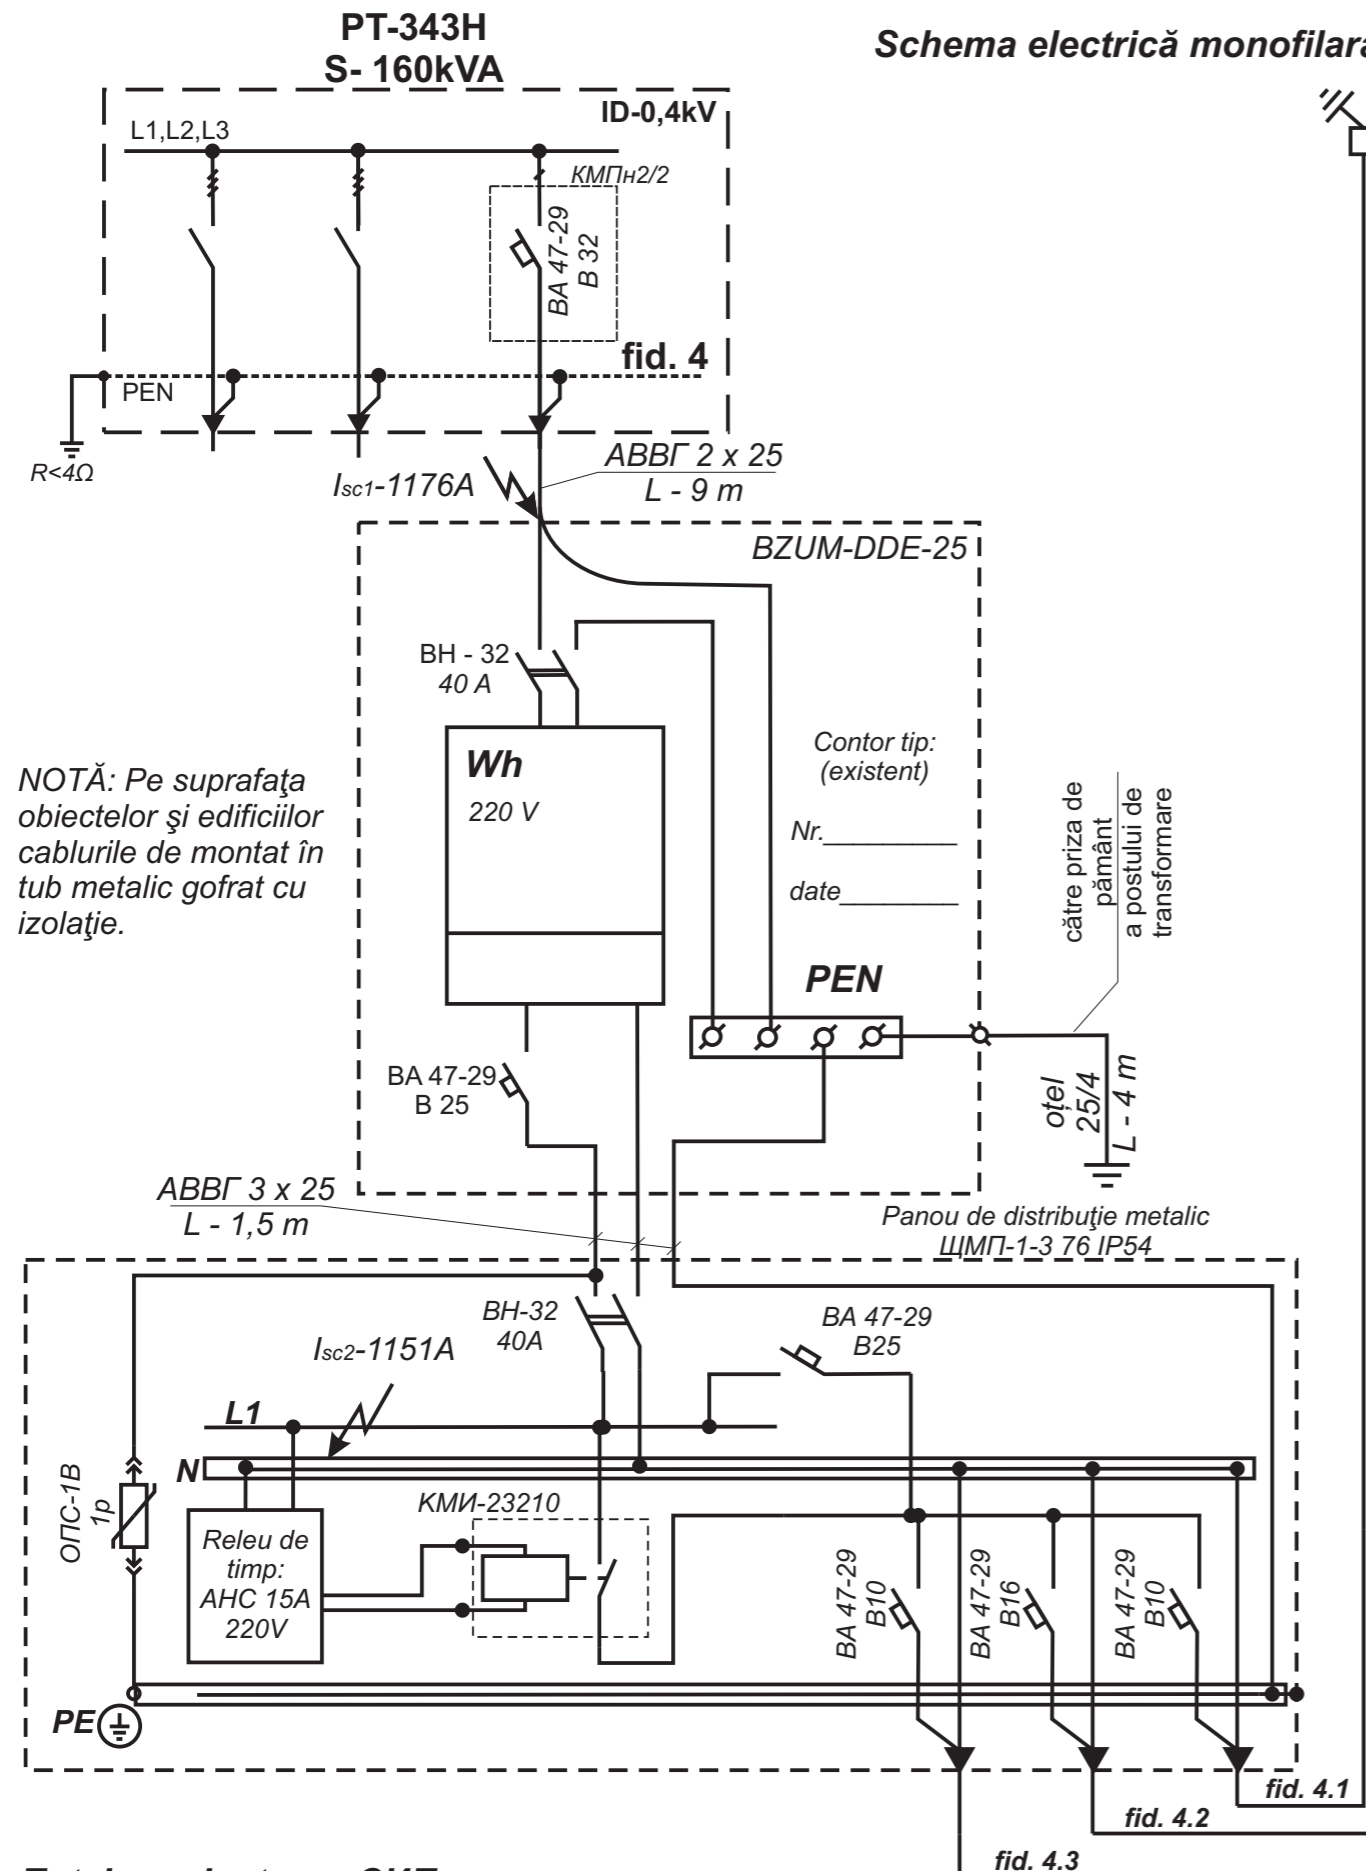 PT-343H
S- 160kVA
Schema electrică monofilară
ID-0,4kV
L1,L2,L3
КМПн2/2
ВА 47-29
В 32
fid. 4
PEN
R<4Ω
Isc1-1176A
АВВГ 2 x 25
L - 9 m
BZUM-DDE-25
ВН - 32
40 A
Wh
220 V
Contor tip:
(existent)
Nr.
date
NOTĂ: Pe suprafaţa
obiectelor şi edificiilor
cablurile de montat în
tub metalic gofrat cu
izolaţie.
către priza de
pământ
a postului de
transformare
PEN
ВА 47-29
В 25
oţel
25/4
L - 4 m
АВВГ 3 x 25
L - 1,5 m
Panou de distribuţie metalic
ЩМП-1-3 76 IP54
ВН-32
40A
ВА 47-29
В25
Isc2-1151A
L1
N
ОПС-1В
1р
КМИ-23210
Releu de
timp:
AHC 15A
220V
ВА 47-29
В10
ВА 47-29
В16
ВА 47-29
В10
PE
fid. 4.1
fid. 4.2
fid. 4.3